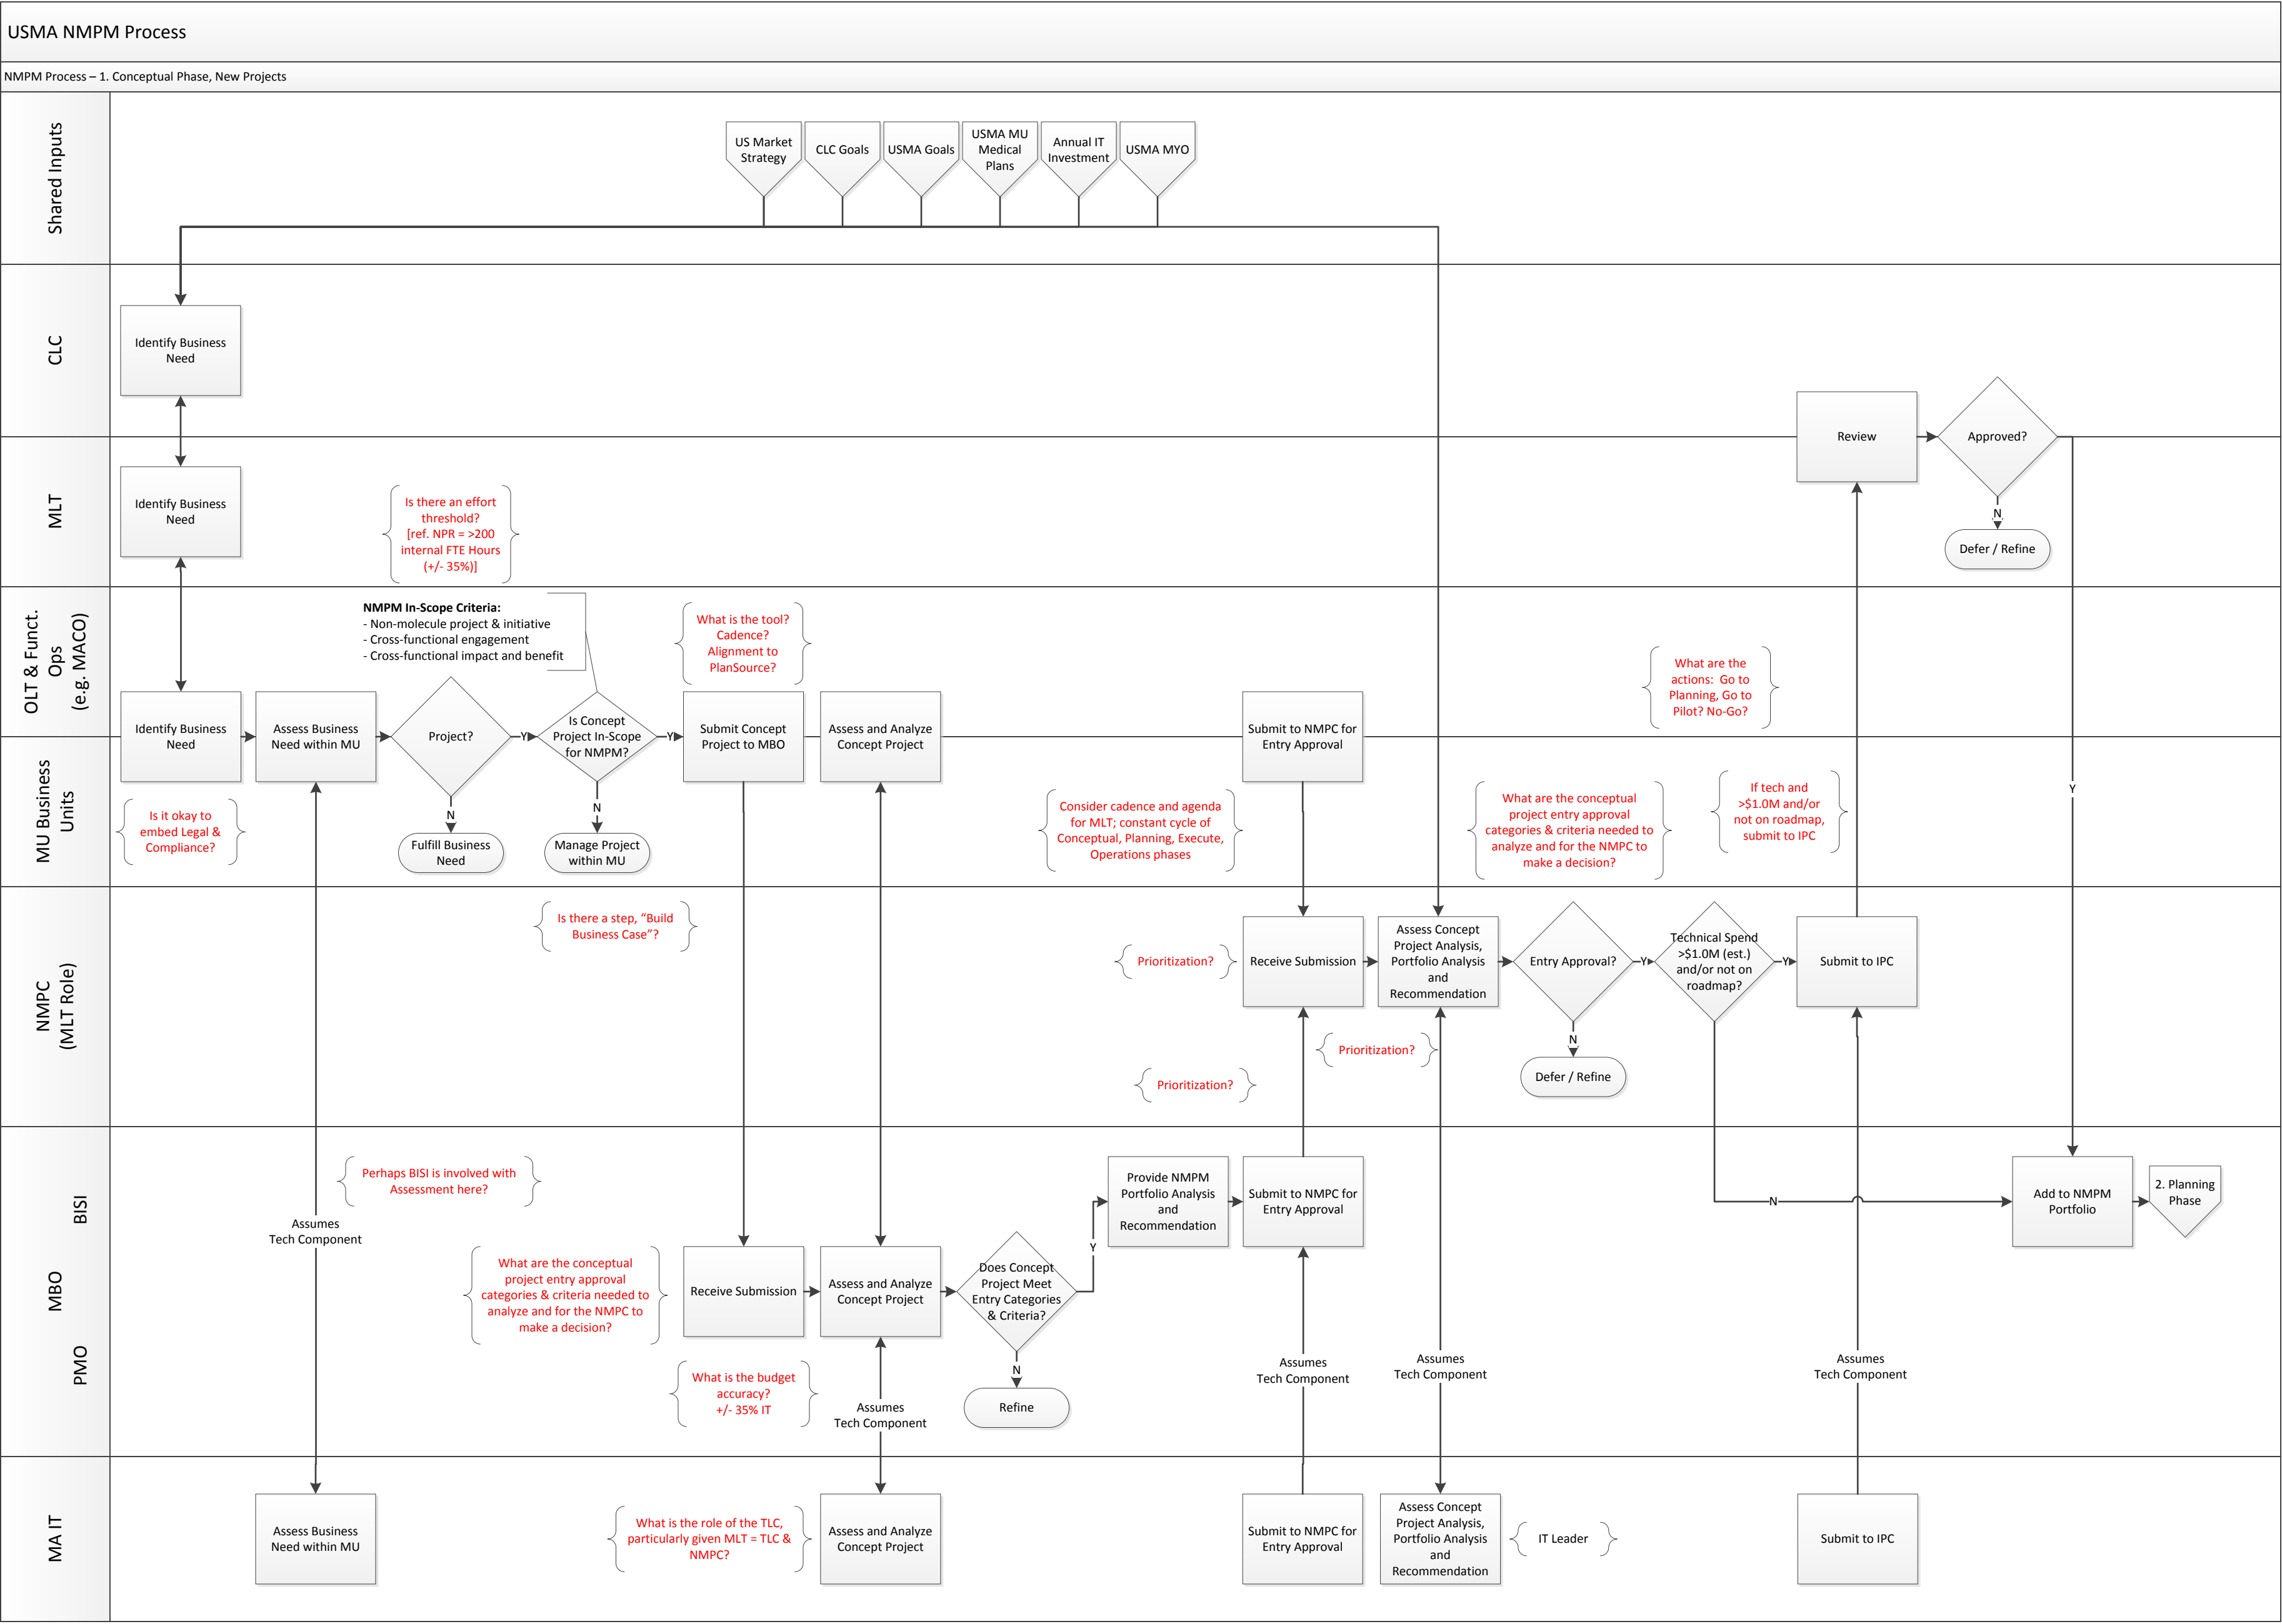 USMA NMPM Process
NMPM Process – 1. Conceptual Phase, New Projects
Shared Inputs
US Market
Strategy
CLC Goals
USMA Goals
USMA MU
Medical
Plans
Annual IT
Investment
USMA MYO
CLC
Identify Business
Need
Review
Approved?
N
Defer / Refine
MLT
Identify Business
Need
Is there an effort
threshold?
[ref. NPR = >200
internal FTE Hours
(+/- 35%)]
OLT & Funct.
Ops
(e.g. MACO)
NMPM In-Scope Criteria:
- Non-molecule project & initiative
- Cross-functional engagement
- Cross-functional impact and benefit
What is the tool?
Cadence?
Alignment to
PlanSource?
What are the
actions:  Go to
Planning, Go to
Pilot? No-Go?
Identify Business
Need
Assess Business
Need within MU
Project?
Y
Is Concept
Project In-Scope
for NMPM?
Y
Submit Concept
Project to MBO
Assess and Analyze
Concept Project
Submit to NMPC for
Entry Approval
MU Business
Units
Is it okay to
embed Legal &
Compliance?
N
Fulfill Business
Need
N
Manage Project
within MU
Consider cadence and agenda
for MLT; constant cycle of
Conceptual, Planning, Execute,
Operations phases
What are the conceptual
project entry approval
categories & criteria needed to
analyze and for the NMPC to
make a decision?
If tech and
>$1.0M and/or
not on roadmap,
submit to IPC
Y
NMPC
(MLT Role)
Is there a step, “Build
Business Case”?
Prioritization?
Receive Submission
Assess Concept
Project Analysis,
Portfolio Analysis
and
Recommendation
Entry Approval?
Y
Technical Spend
>$1.0M (est.)
and/or not on
roadmap?
Y
Submit to IPC
Prioritization?
N
Defer / Refine
Prioritization?
BISI
MBO
PMO
Perhaps BISI is involved with
Assessment here?
Assumes
Tech Component
What are the conceptual
project entry approval
categories & criteria needed to
analyze and for the NMPC to
make a decision?
Receive Submission
Assess and Analyze
Concept Project
Does Concept
Project Meet
Entry Categories
& Criteria?
Y
Provide NMPM
Portfolio Analysis
and
Recommendation
Submit to NMPC for
Entry Approval
N
Add to NMPM
Portfolio
2. Planning
Phase
What is the budget
accuracy?
+/- 35% IT
Assumes
Tech Component
N
Refine
Assumes
Tech Component
Assumes
Tech Component
Assumes
Tech Component
MA IT
Assess Business
Need within MU
What is the role of the TLC,
particularly given MLT = TLC &
NMPC?
Assess and Analyze
Concept Project
Submit to NMPC for
Entry Approval
Assess Concept
Project Analysis,
Portfolio Analysis
and
Recommendation
IT Leader
Submit to IPC